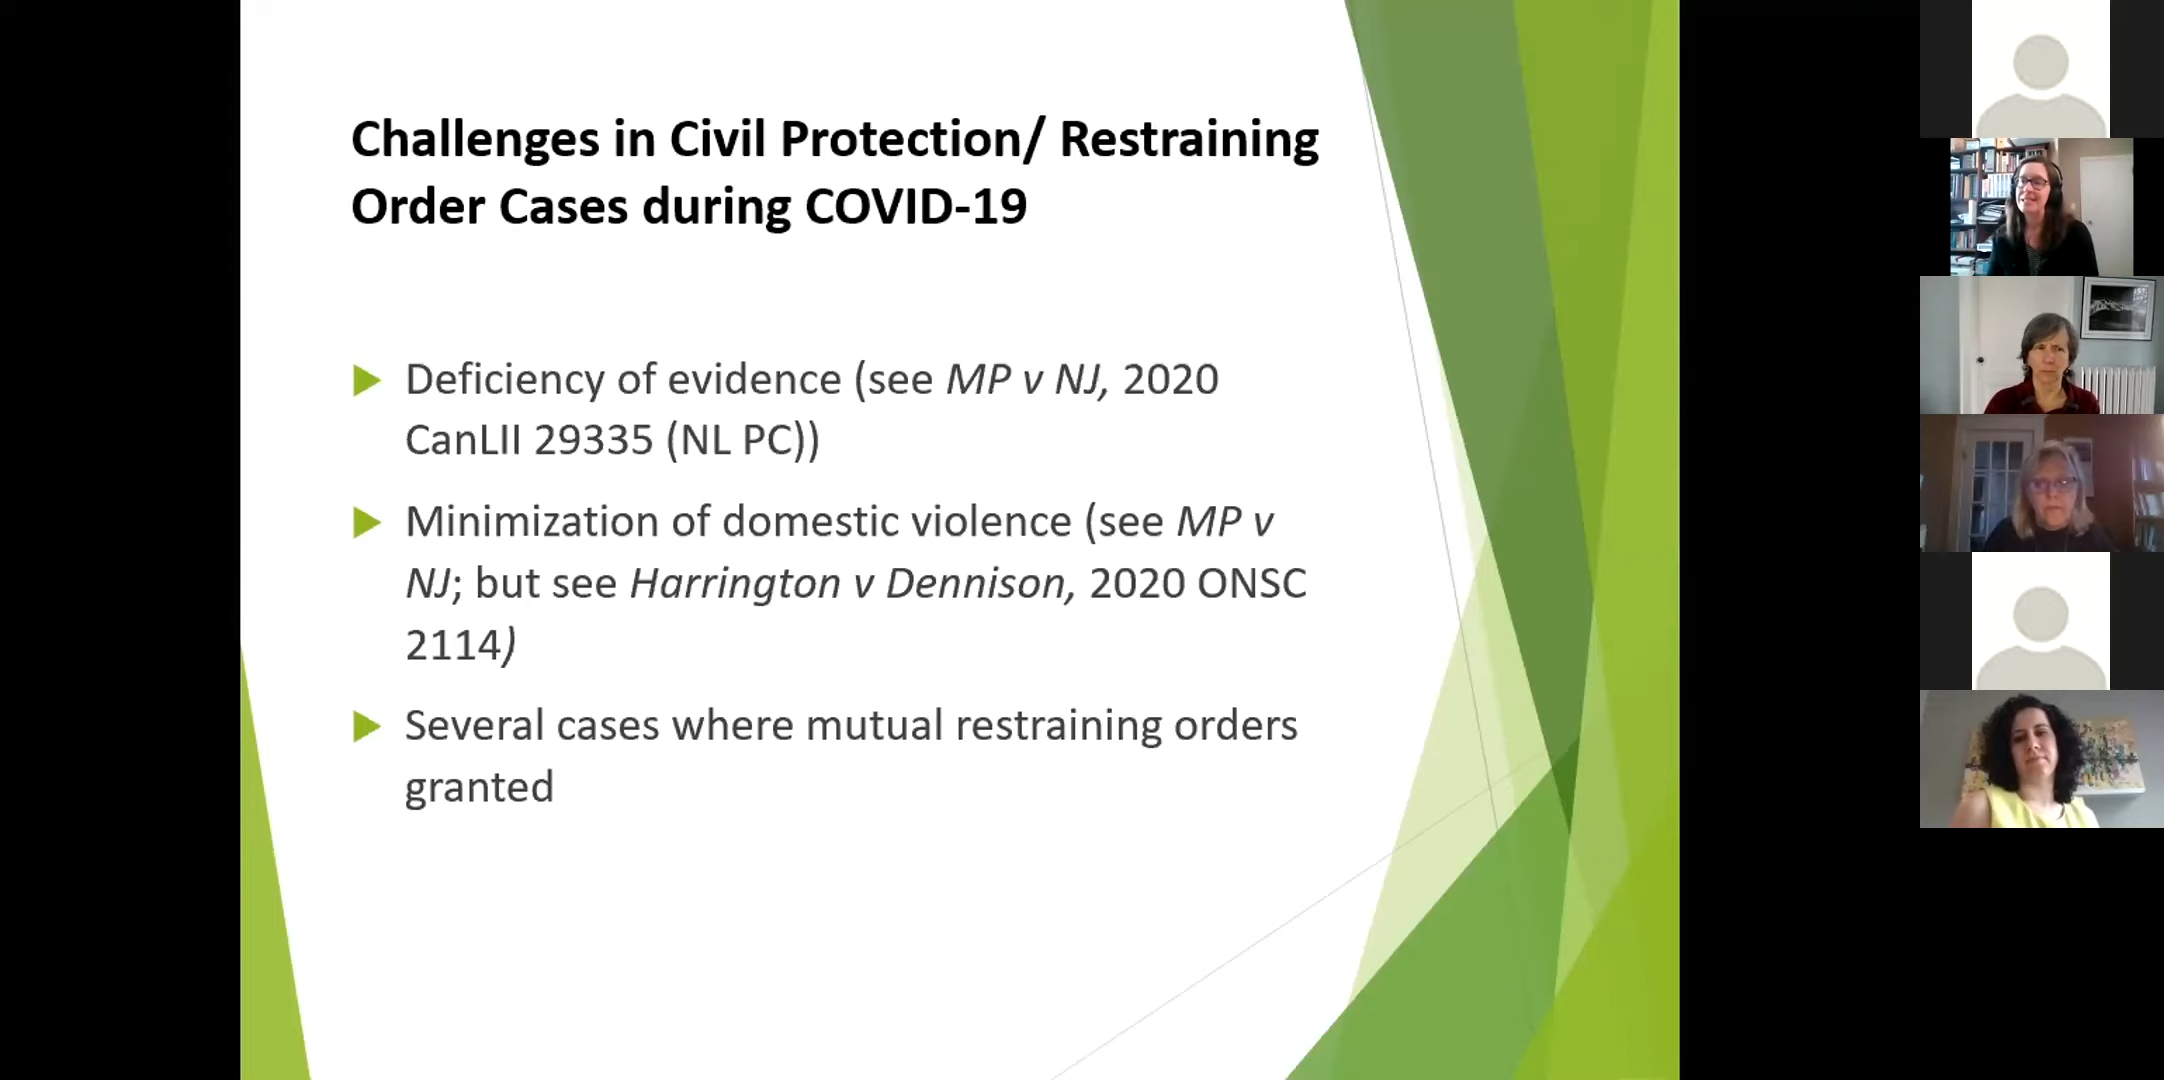 Challenges in Civil Protection/ Restraining
Order Cases during COVID-19
Deficiency of evidence (see MP v NJ, 2020
CanLII 29335 (NL PC))
Minimization of domestic violence (see MP v
NJ; but see Harrington v Dennison, 2020 ONSC
2114)
Several cases where mutual restraining orders
granted